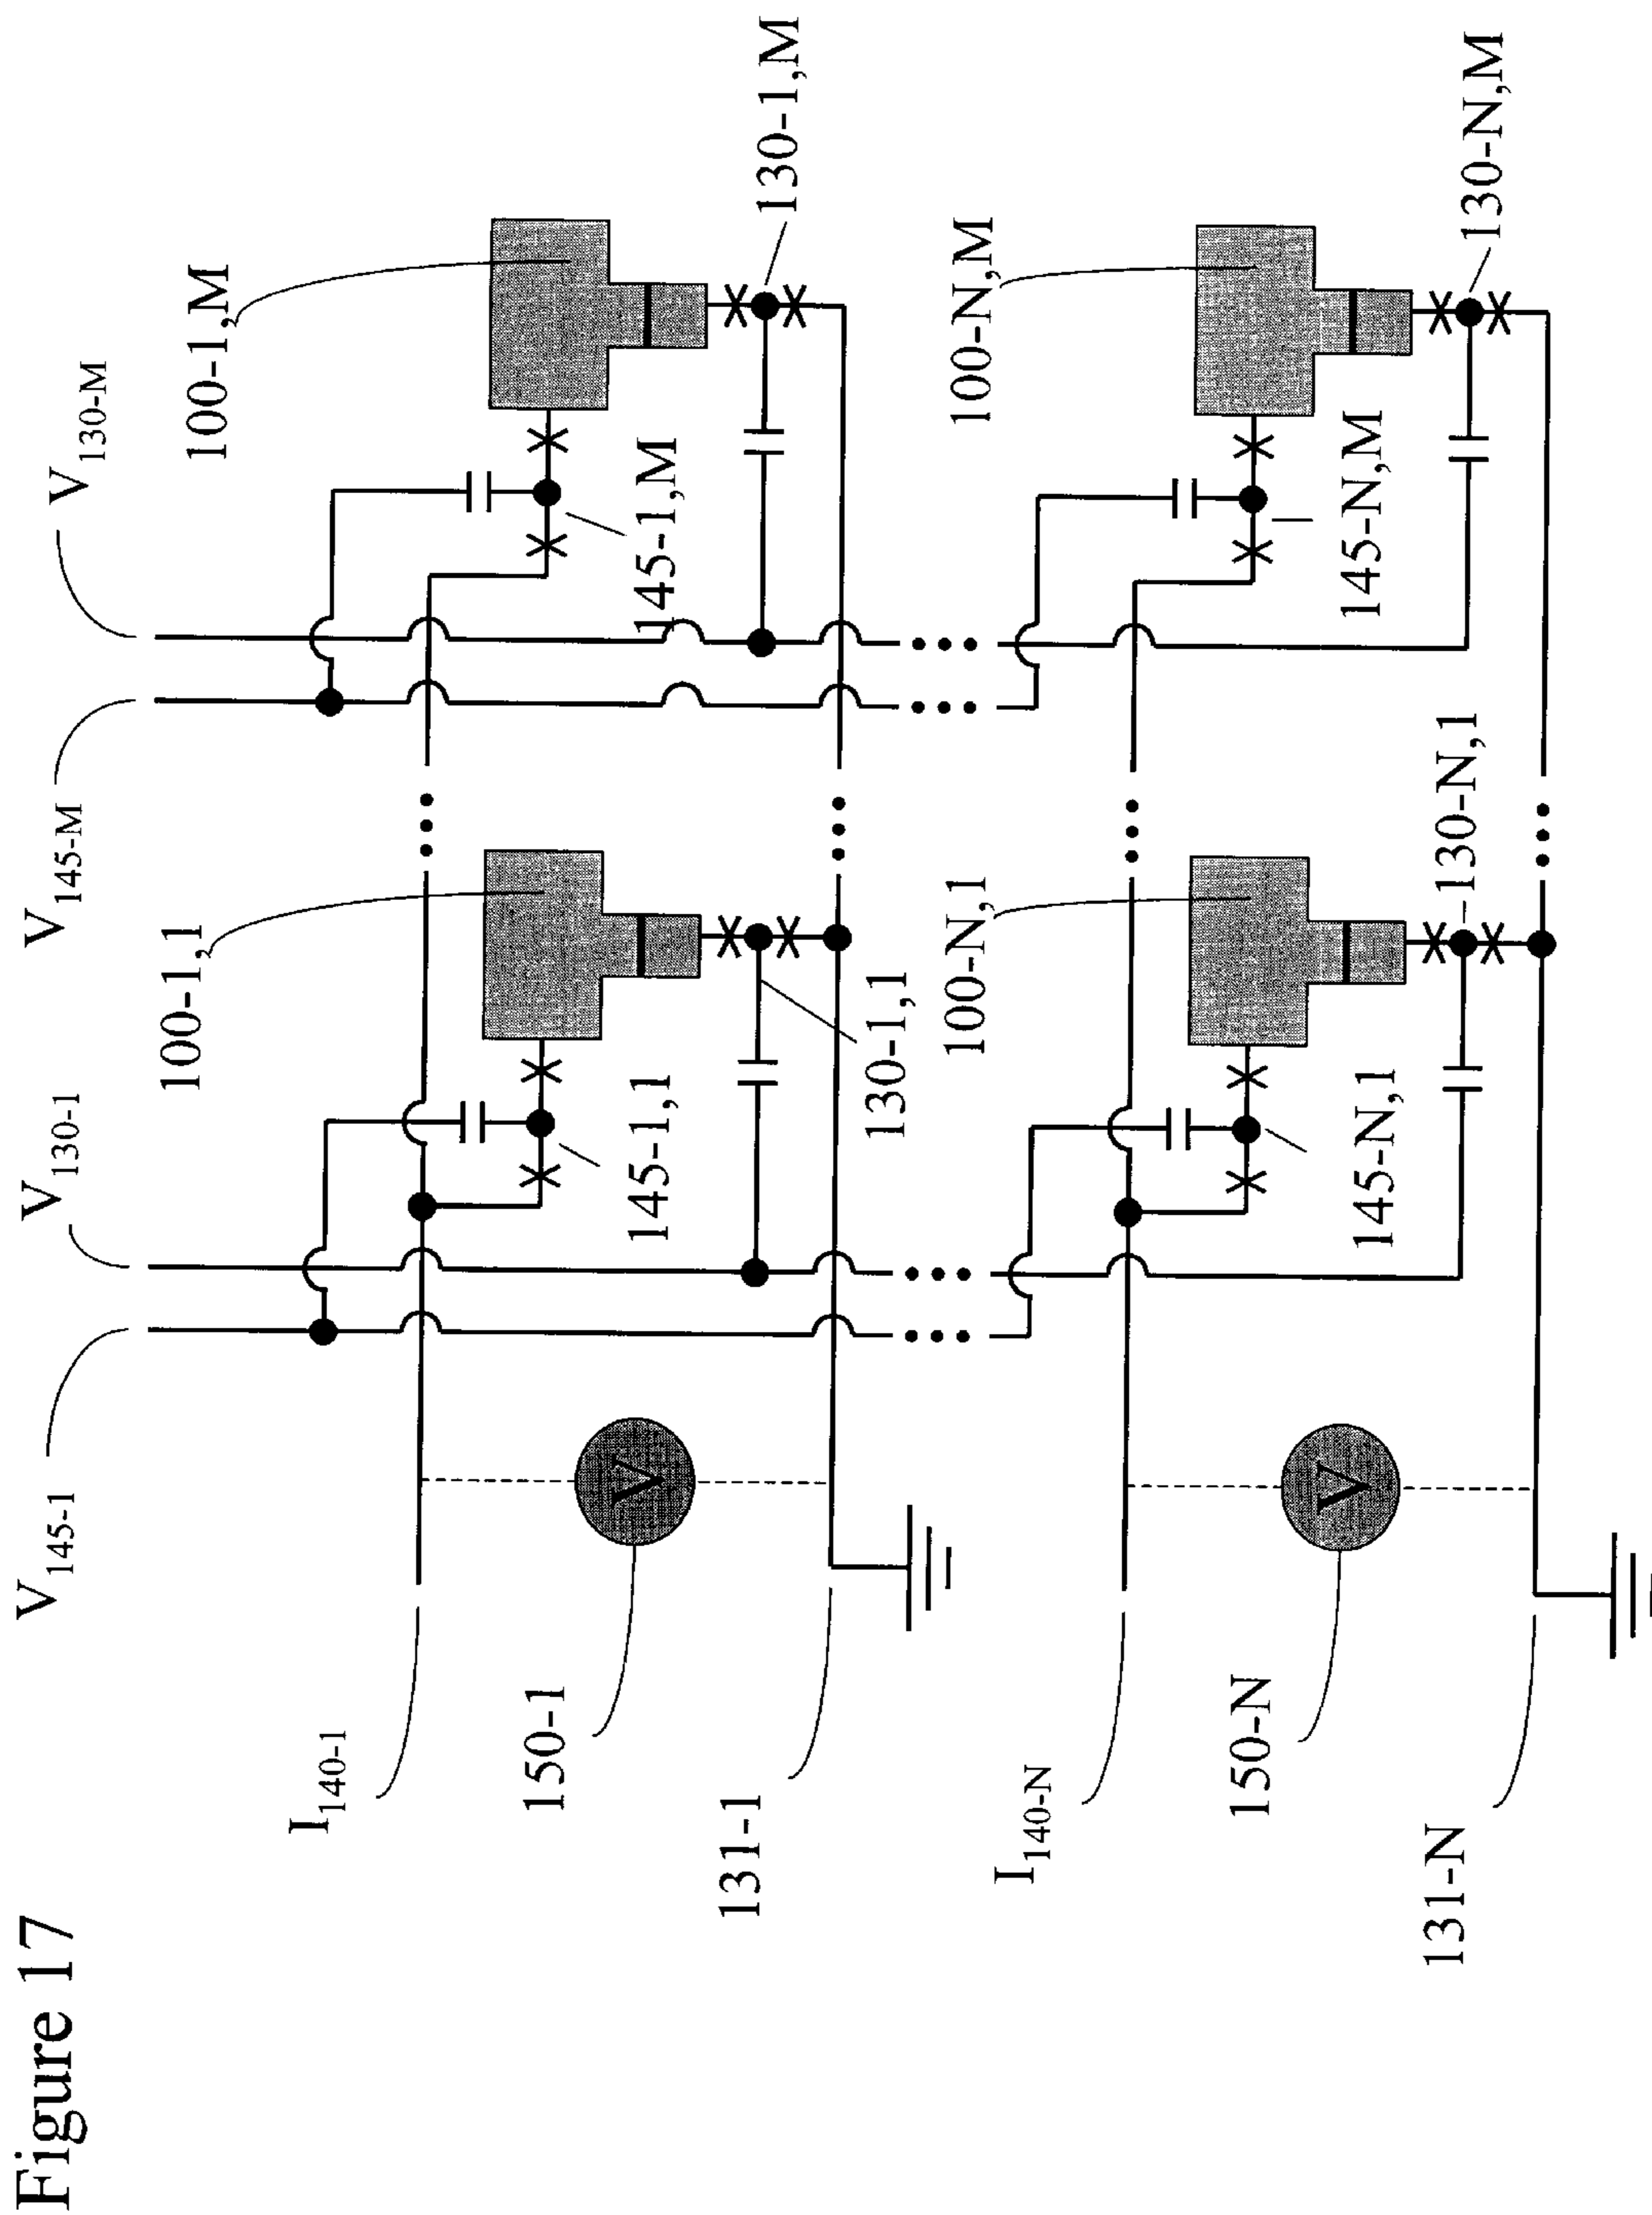 Figure 17
V145-1
V130-1
V145-M
V130-M
100-1,1
100-1,M
I140-1
150-1
V
145-1,1
145-1,M
131-1
130-1,1
130-1,M
100-N,1
100-N,M
I140-N
150-N
V
145-N,1
145-N,M
131-N
130-N,1
130-N,M